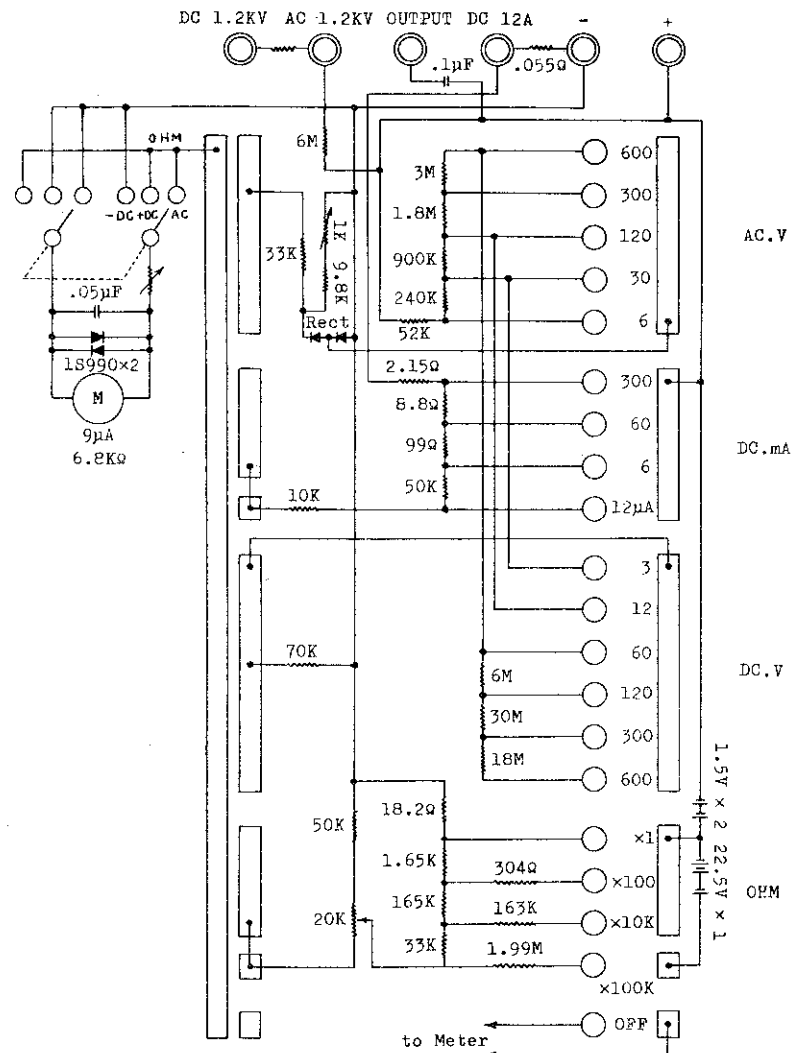 DC 1.2KV AC 1.2KV OUTPUT DC 12A - +
.1µF
.055Ω
OHM
6M
-DC +DC AC
.05µF
1S990×2
M
9µA
6.8KΩ
33K
1K 9.8K
Rect
3M
1.8M
900K
240K
52K
600
300
120
30
6
AC.V
2.15Ω
8.8Ω
99Ω
50K
10K
300
60
6
12µA
DC.mA
3
12
60
120
300
600
DC.V
70K
6M
30M
18M
1.5V × 2 22.5V × 1
50K
20K
18.2Ω
1.65K
165K
33K
304Ω
163K
1.99M
×1
×100
×10K
×100K
OHM
OFF
to Meter